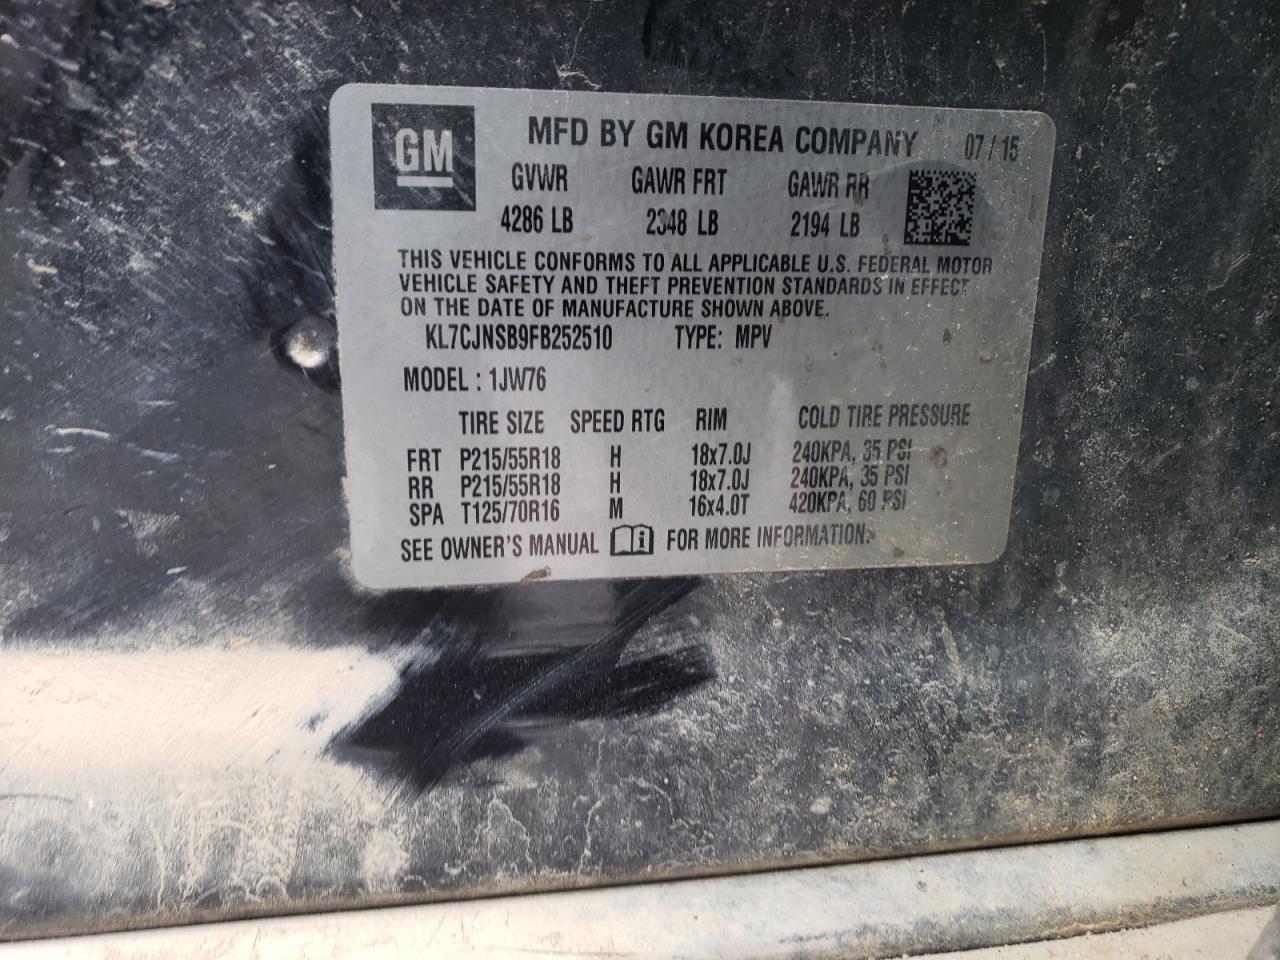 GM
MFD BY GM KOREA COMPANY 07/15
GVWR GAWR FRT GAWR RR
4286 LB 2348 LB 2194 LB
THIS VEHICLE CONFORMS TO ALL APPLICABLE U.S. FEDERAL MOTOR
VEHICLE SAFETY AND THEFT PREVENTION STANDARDS IN EFFECT
ON THE DATE OF MANUFACTURE SHOWN ABOVE.
KL7CJNSB9FB252510 TYPE: MPV
MODEL : 1JW76
TIRE SIZE SPEED RTG RIM COLD TIRE PRESSURE
FRT P215/55R18 H 18x7.0J 240KPA, 35 PSI
RR P215/55R18 H 18x7.0J 240KPA, 35 PSI
SPA T125/70R16 M 16x4.0T 420KPA, 60 PSI
SEE OWNER'S MANUAL i FOR MORE INFORMATION.